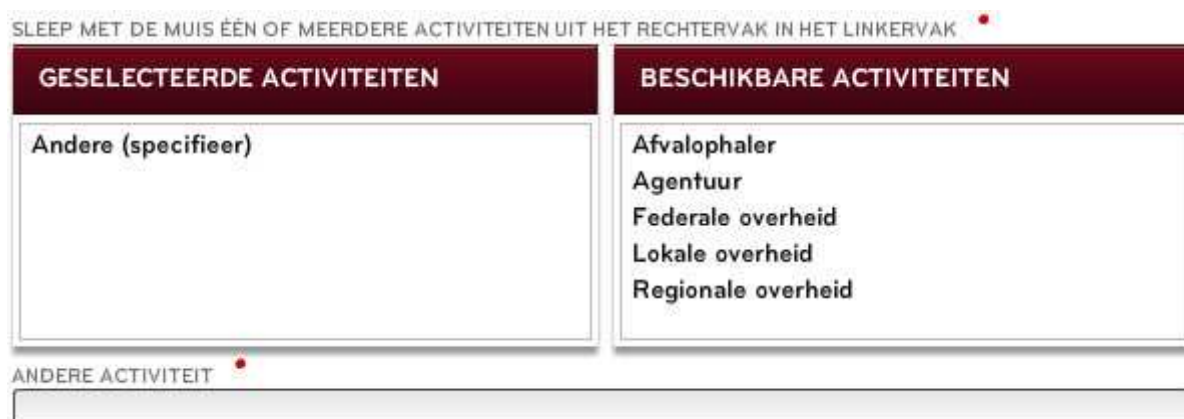 SLEEP MET DE MUIS ÉÉN OF MEERDERE ACTIVITEITEN UIT HET RECHTERVAK IN HET LINKERVAK
GESELECTEERDE ACTIVITEITEN
Andere (specifieer)
BESCHIKBARE ACTIVITEITEN
Afvalophaler
Agentuur
Federale overheid
Lokale overheid
Regionale overheid
ANDERE ACTIVITEIT